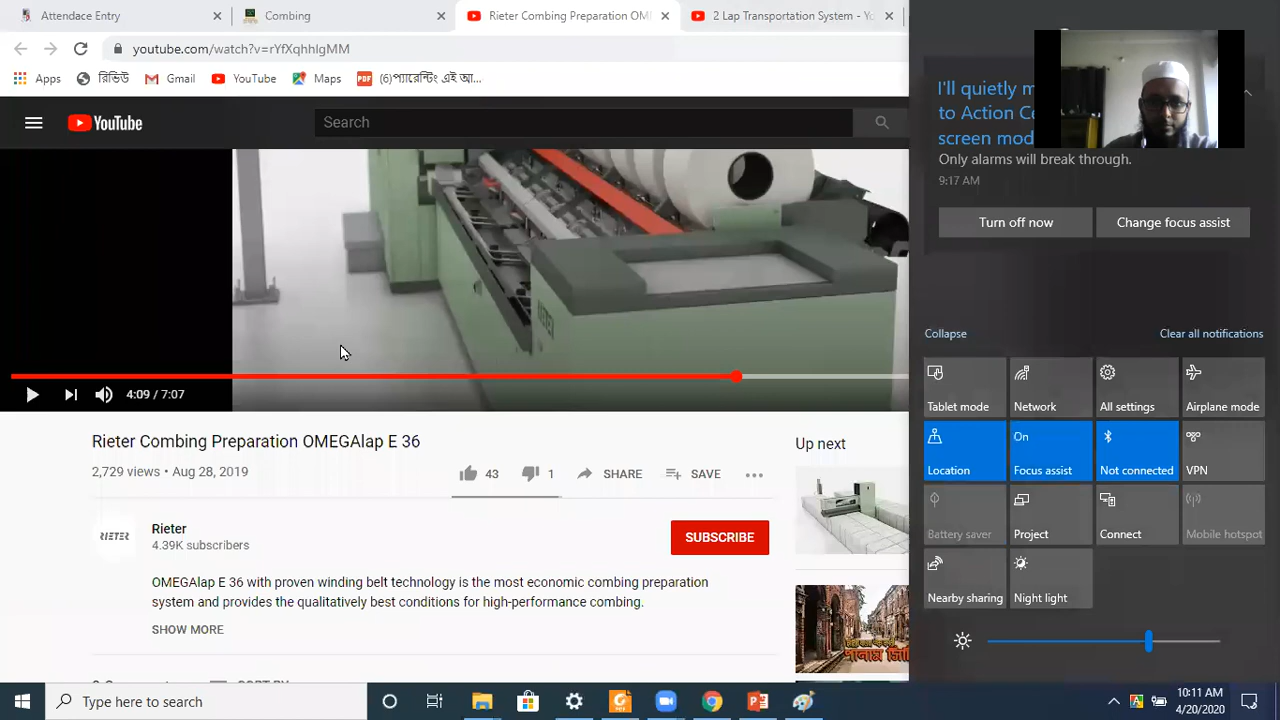 Attendace Entry
Combing
Rieter Combing Preparation OM
2 Lap Transportation System - Yo
youtube.com/watch?v=rYfXqhhIgMM
Apps
রিভিউ
Gmail
YouTube
Maps
PDF
(6)প্যারেন্টিং এই আ...
YouTube
Search
RIETER
4:09 / 7:07
Rieter Combing Preparation OMEGAlap E 36
2,729 views • Aug 28, 2019
43
1
SHARE
SAVE
Up next
RIETER
Rieter
4.39K subscribers
SUBSCRIBE
OMEGAlap E 36 with proven winding belt technology is the most economic combing preparation
system and provides the qualitatively best conditions for high-performance combing.
SHOW MORE
I'll quietly m
to Action Ce
screen mod
Only alarms will break through.
9:17 AM
Turn off now
Change focus assist
Collapse
Clear all notifications
Tablet mode
Network
All settings
Airplane mode
Location
On
Focus assist
Not connected
VPN
Battery saver
Project
Connect
Mobile hotspot
Nearby sharing
Night light
Type here to search
10:11 AM
4/20/2020